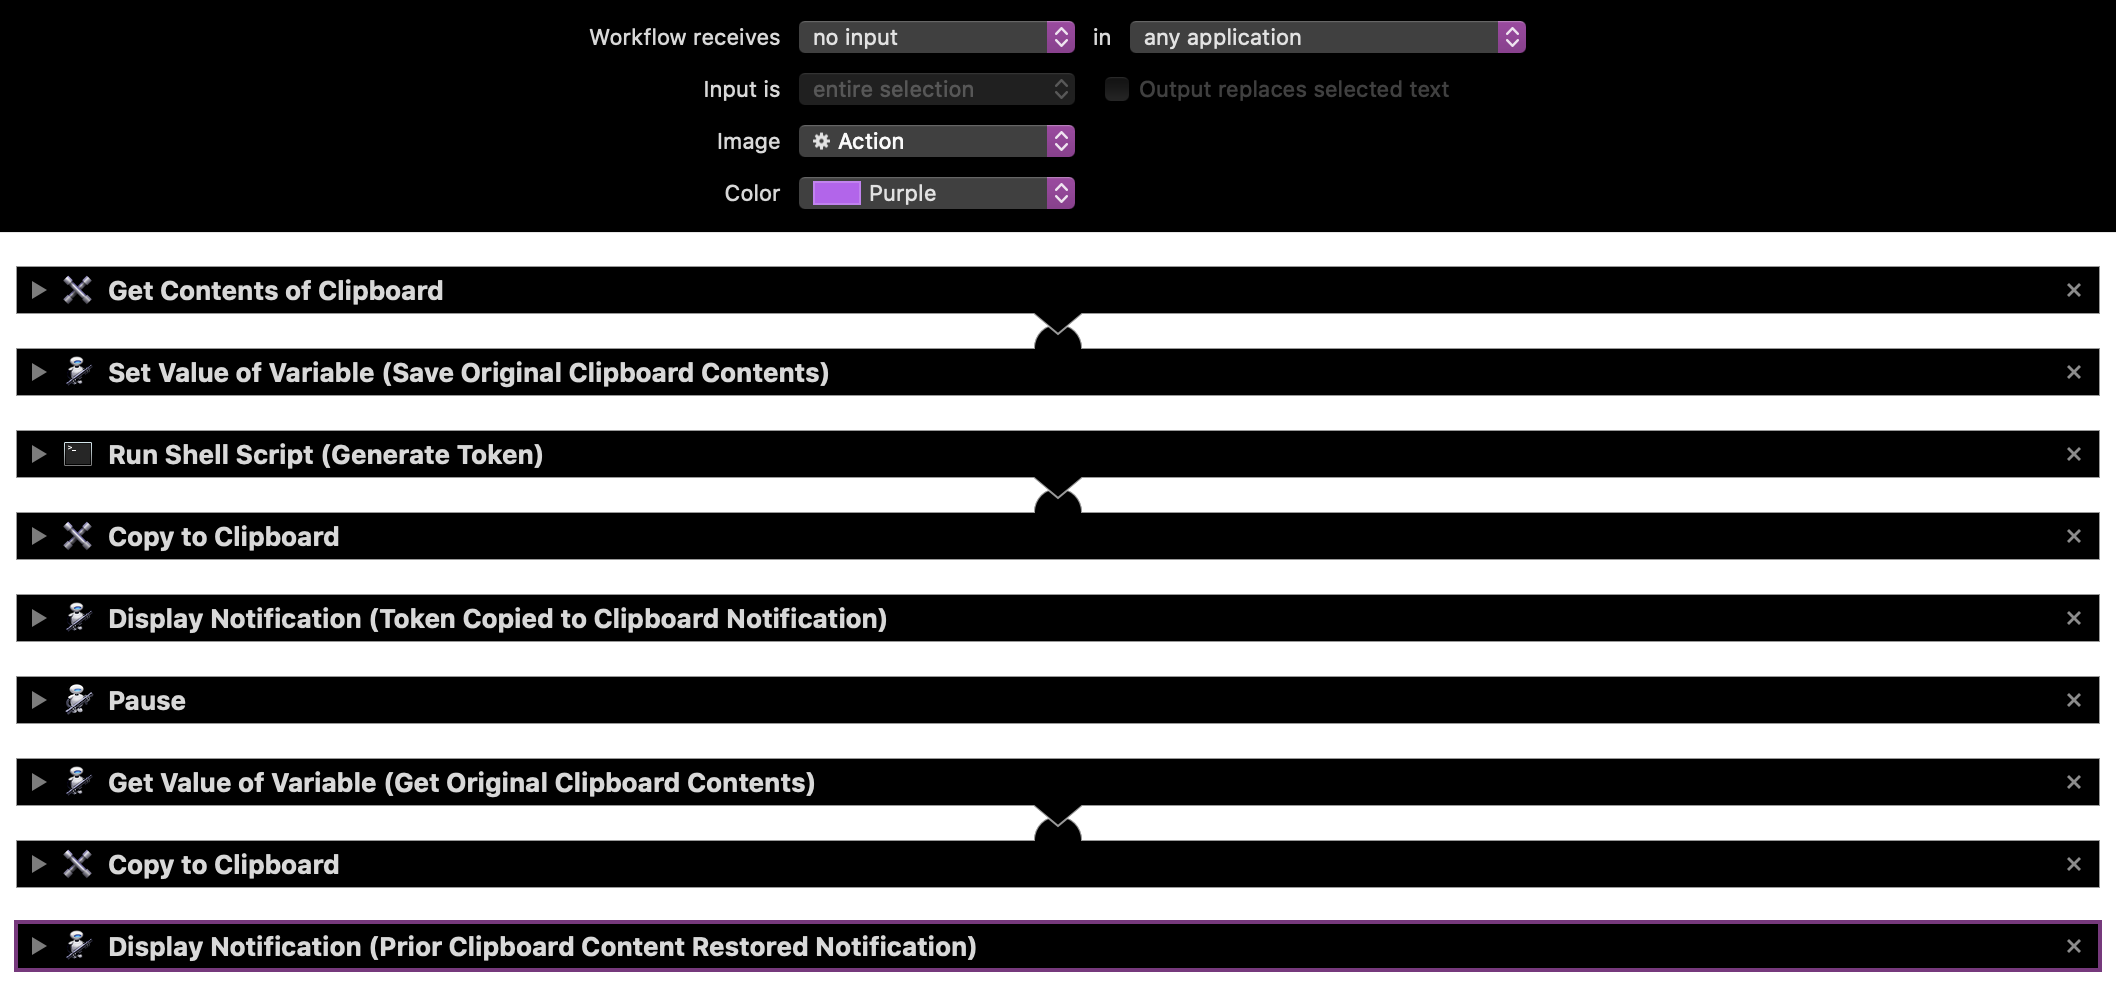 Workflow receives no input in any application
Input is entire selection Output replaces selected text
Image Action
Color Purple
Get Contents of Clipboard
Set Value of Variable (Save Original Clipboard Contents)
Run Shell Script (Generate Token)
Copy to Clipboard
Display Notification (Token Copied to Clipboard Notification)
Pause
Get Value of Variable (Get Original Clipboard Contents)
Copy to Clipboard
Display Notification (Prior Clipboard Content Restored Notification)